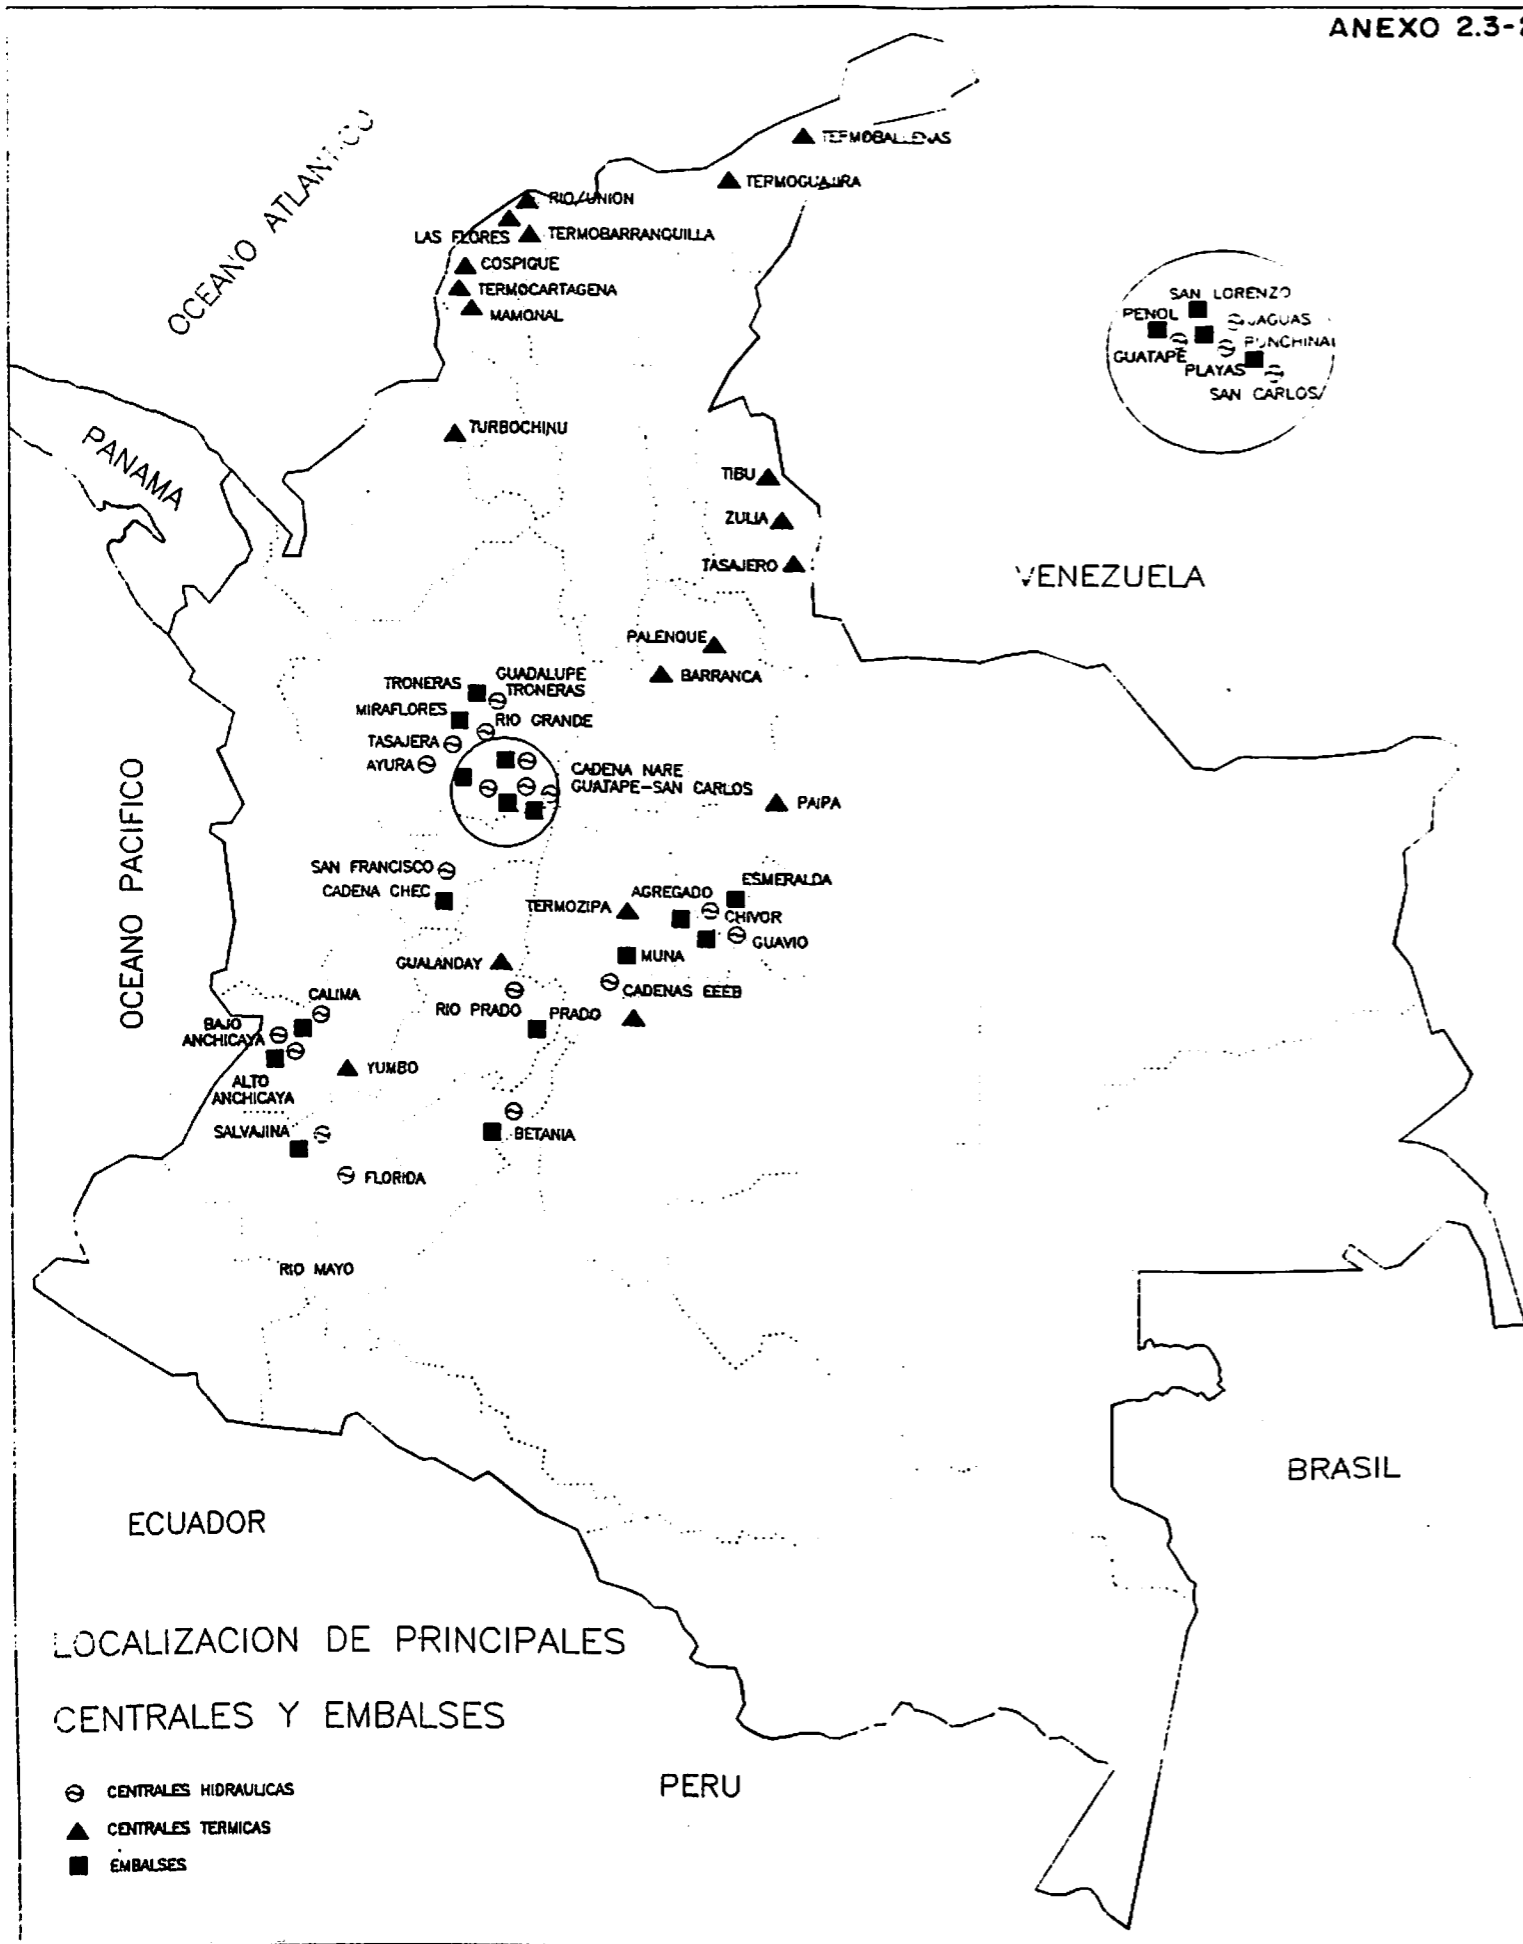 ANEXO 2.3-
OCEANO ATLANTICO
TERMOBALLENAS
TERMOGUAJIRA
RIO/UNION
LAS FLORES
TERMOBARRANQUILLA
COSPIQUE
TERMOCARTAGENA
MAMONAL
SAN LORENZO
PENOL
JAGUAS
PUNCHINA
GUATAPE
PLAYAS
SAN CARLOS
PANAMA
TURBOCHINU
TIBU
ZULIA
TASAJERO
VENEZUELA
PALENQUE
BARRANCA
GUADALUPE
TRONERAS
TRONERAS
MIRAFLORES
RIO GRANDE
TASAJERA
AYURA
CADENA NARE
GUATAPE-SAN CARLOS
PAIPA
OCEANO PACIFICO
SAN FRANCISCO
CADENA CHEC
ESMERALDA
AGREGADO
TERMOZIPA
CHIVOR
GUAVIO
MUNA
GUALANDAY
CADENAS EEEB
RIO PRADO
PRADO
CALIMA
BAJO
ANCHICAYA
YUMBO
ALTO
ANCHICAYA
SALVAJINA
BETANIA
FLORIDA
RIO MAYO
BRASIL
ECUADOR
LOCALIZACION DE PRINCIPALES
CENTRALES Y EMBALSES
PERU
CENTRALES HIDRAULICAS
CENTRALES TERMICAS
EMBALSES